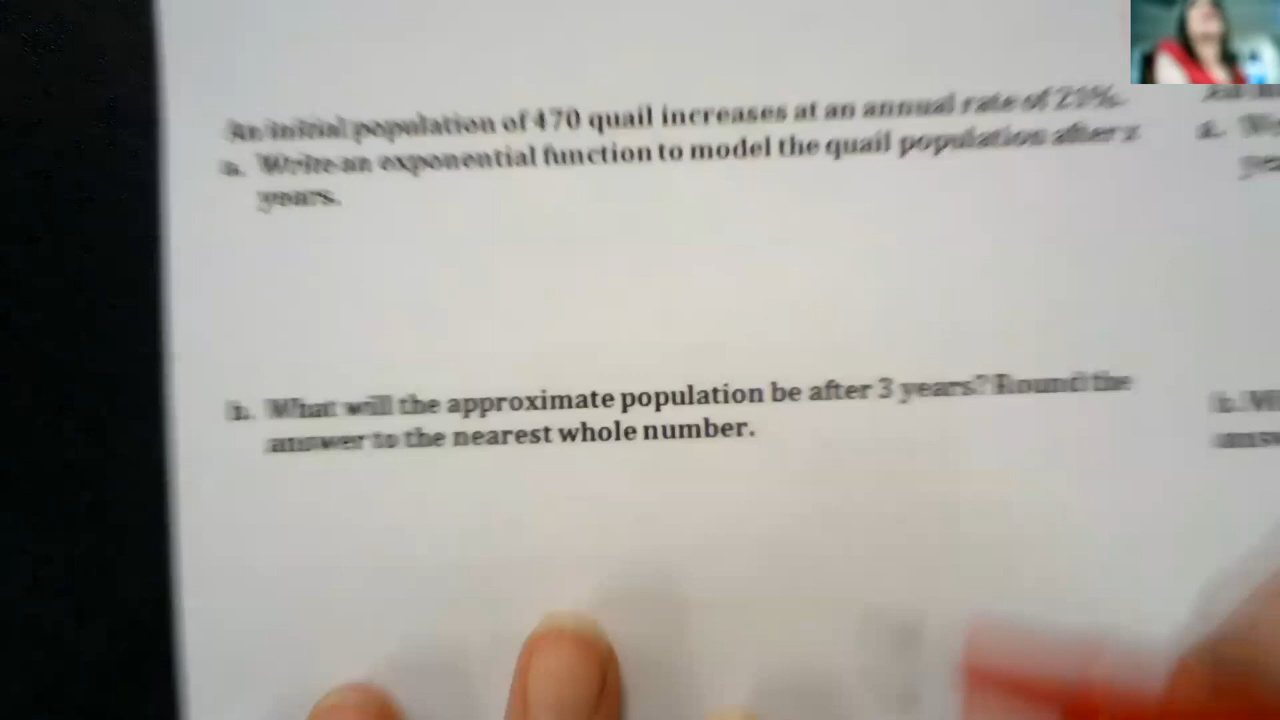 An initial population of 470 quail increases at an annual rate of
a. Write an exponential function to model the quail population after x
years.
b. What will the approximate population be after 3 years? Round the
answer to the nearest whole number.